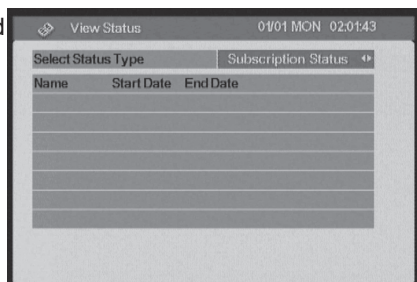 d
View Status 01/01 MON 02:01:43
Select Status Type Subscription Status
Name Start Date End Date